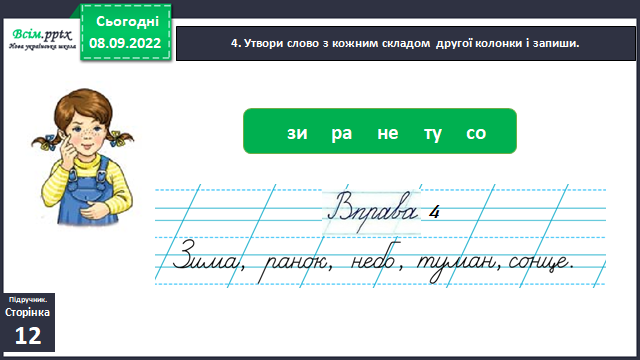 Всім.pptx
Нова українська школа
Сьогодні
08.09.2022
4. Утвори слово з кожним складом другої колонки і запиши.
зи ра не ту со
Вправа 4
Зима, ранок, небо, туман, сонце.
Підручник.
Сторінка
12